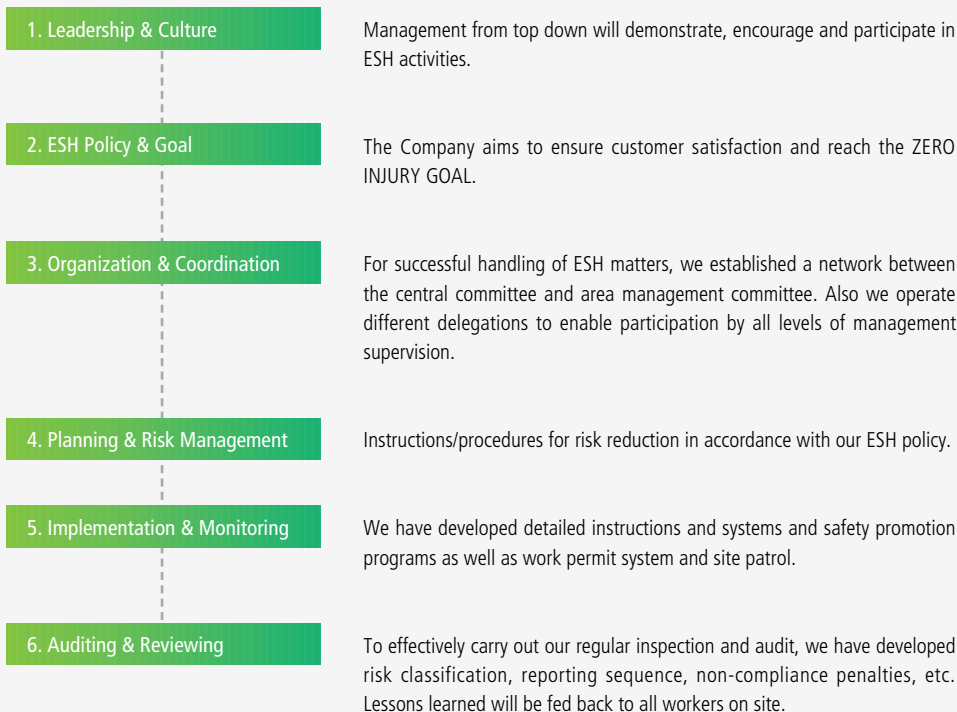 1. Leadership & Culture
Management from top down will demonstrate, encourage and participate in
ESH activities.
2. ESH Policy & Goal
The Company aims to ensure customer satisfaction and reach the ZERO
INJURY GOAL.
3. Organization & Coordination
For successful handling of ESH matters, we established a network between
the central committee and area management committee. Also we operate
different delegations to enable participation by all levels of management
supervision.
4. Planning & Risk Management
Instructions/procedures for risk reduction in accordance with our ESH policy.
5. Implementation & Monitoring
We have developed detailed instructions and systems and safety promotion
programs as well as work permit system and site patrol.
6. Auditing & Reviewing
To effectively carry out our regular inspection and audit, we have developed
risk classification, reporting sequence, non-compliance penalties, etc.
Lessons learned will be fed back to all workers on site.